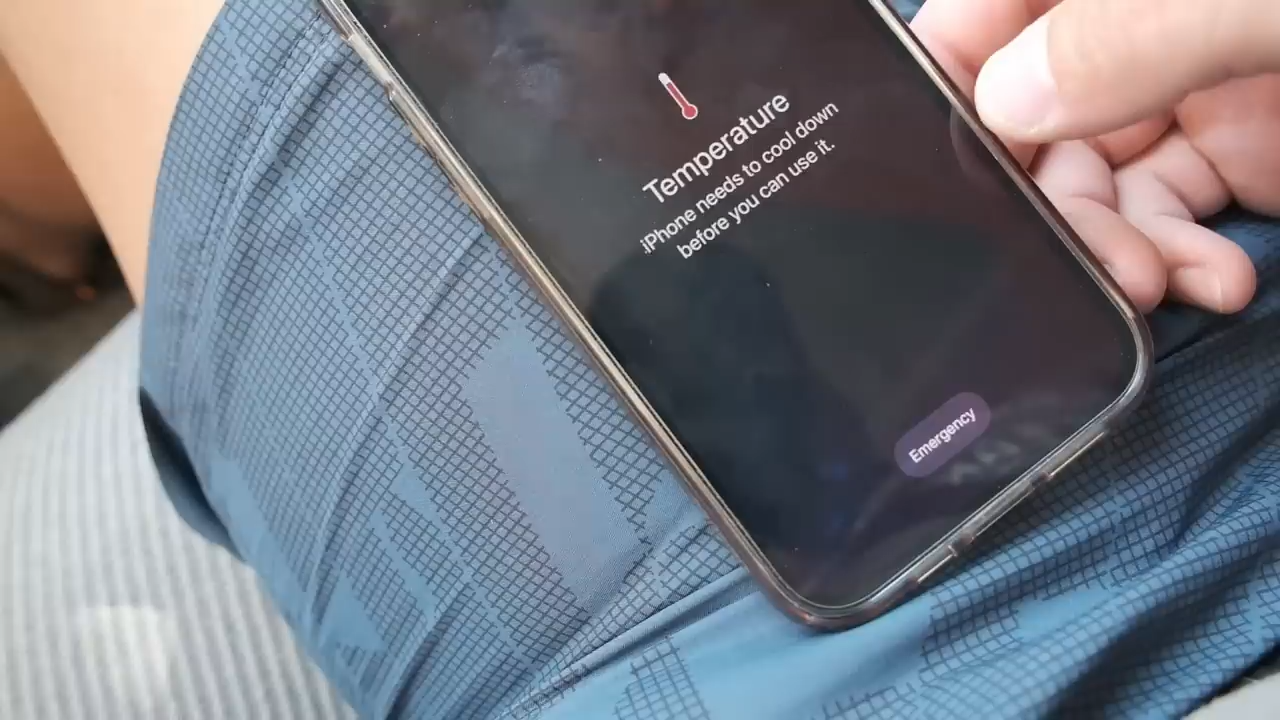 Temperature
iPhone needs to cool down
before you can use it.
Emergency